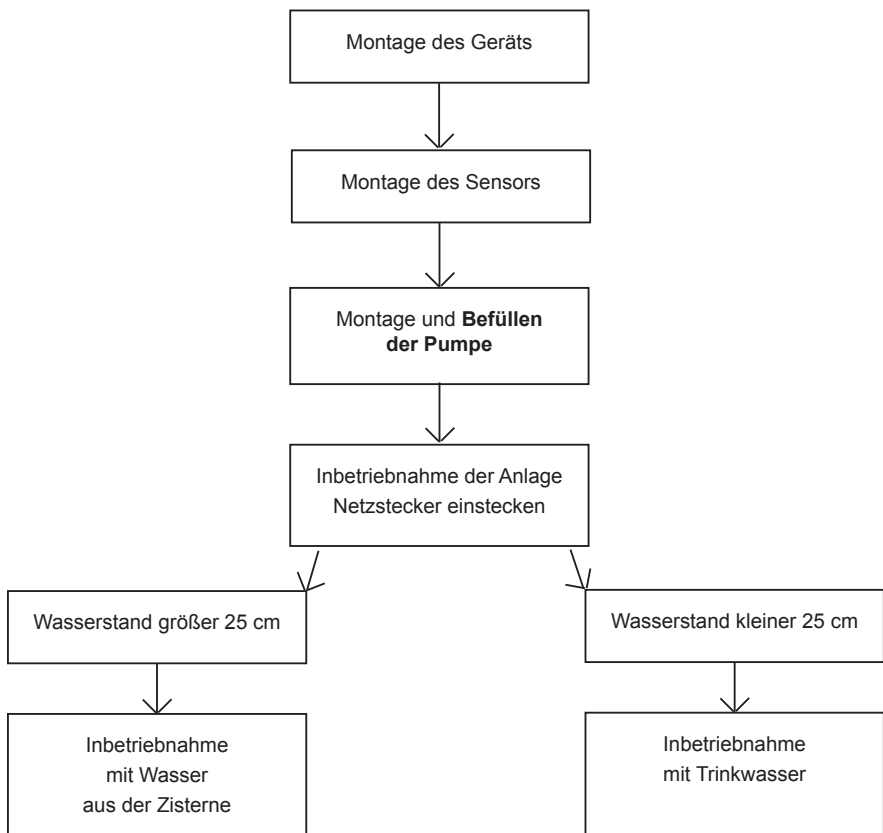 Montage des Geräts
Montage des Sensors
Montage und Befüllen
der Pumpe
Inbetriebnahme der Anlage
Netzstecker einstecken
Wasserstand größer 25 cm
Wasserstand kleiner 25 cm
Inbetriebnahme
mit Wasser
aus der Zisterne
Inbetriebnahme
mit Trinkwasser